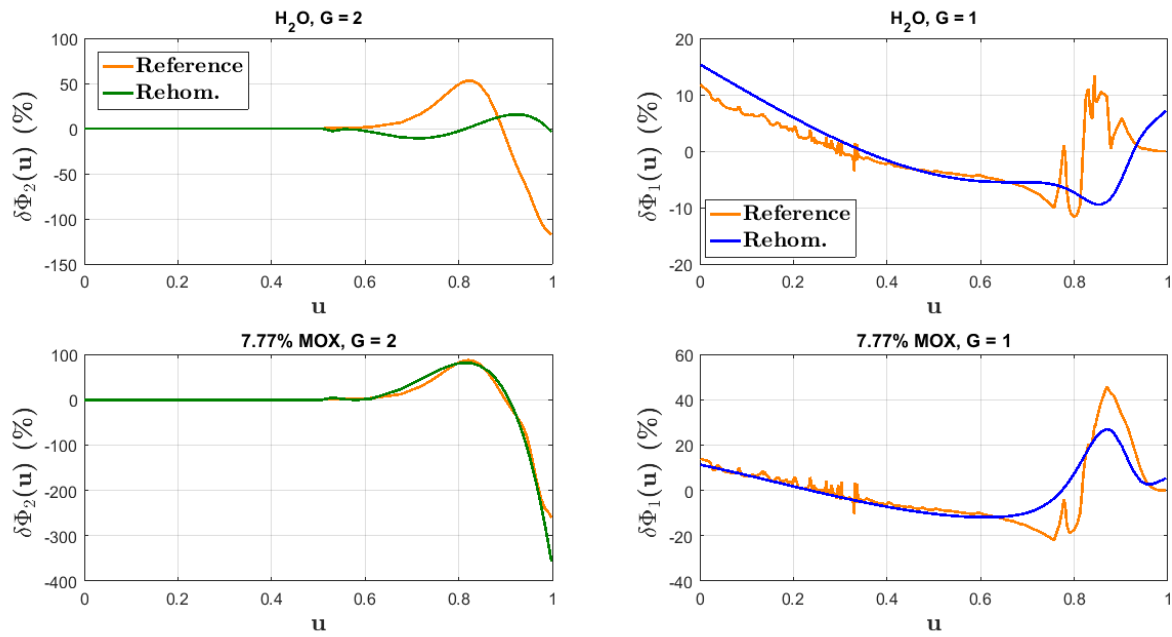 H₂O, G = 2
100
50
0
-50
-100
-150
δΦ₂(u) (%)
Reference
Rehom.
0 0.2 0.4 0.6 0.8 1
u
H₂O, G = 1
20
10
0
-10
-20
δΦ₁(u) (%)
Reference
Rehom.
0 0.2 0.4 0.6 0.8 1
u
7.77% MOX, G = 2
100
0
-100
-200
-300
-400
δΦ₂(u) (%)
0 0.2 0.4 0.6 0.8 1
u
7.77% MOX, G = 1
60
40
20
0
-20
-40
δΦ₁(u) (%)
0 0.2 0.4 0.6 0.8 1
u